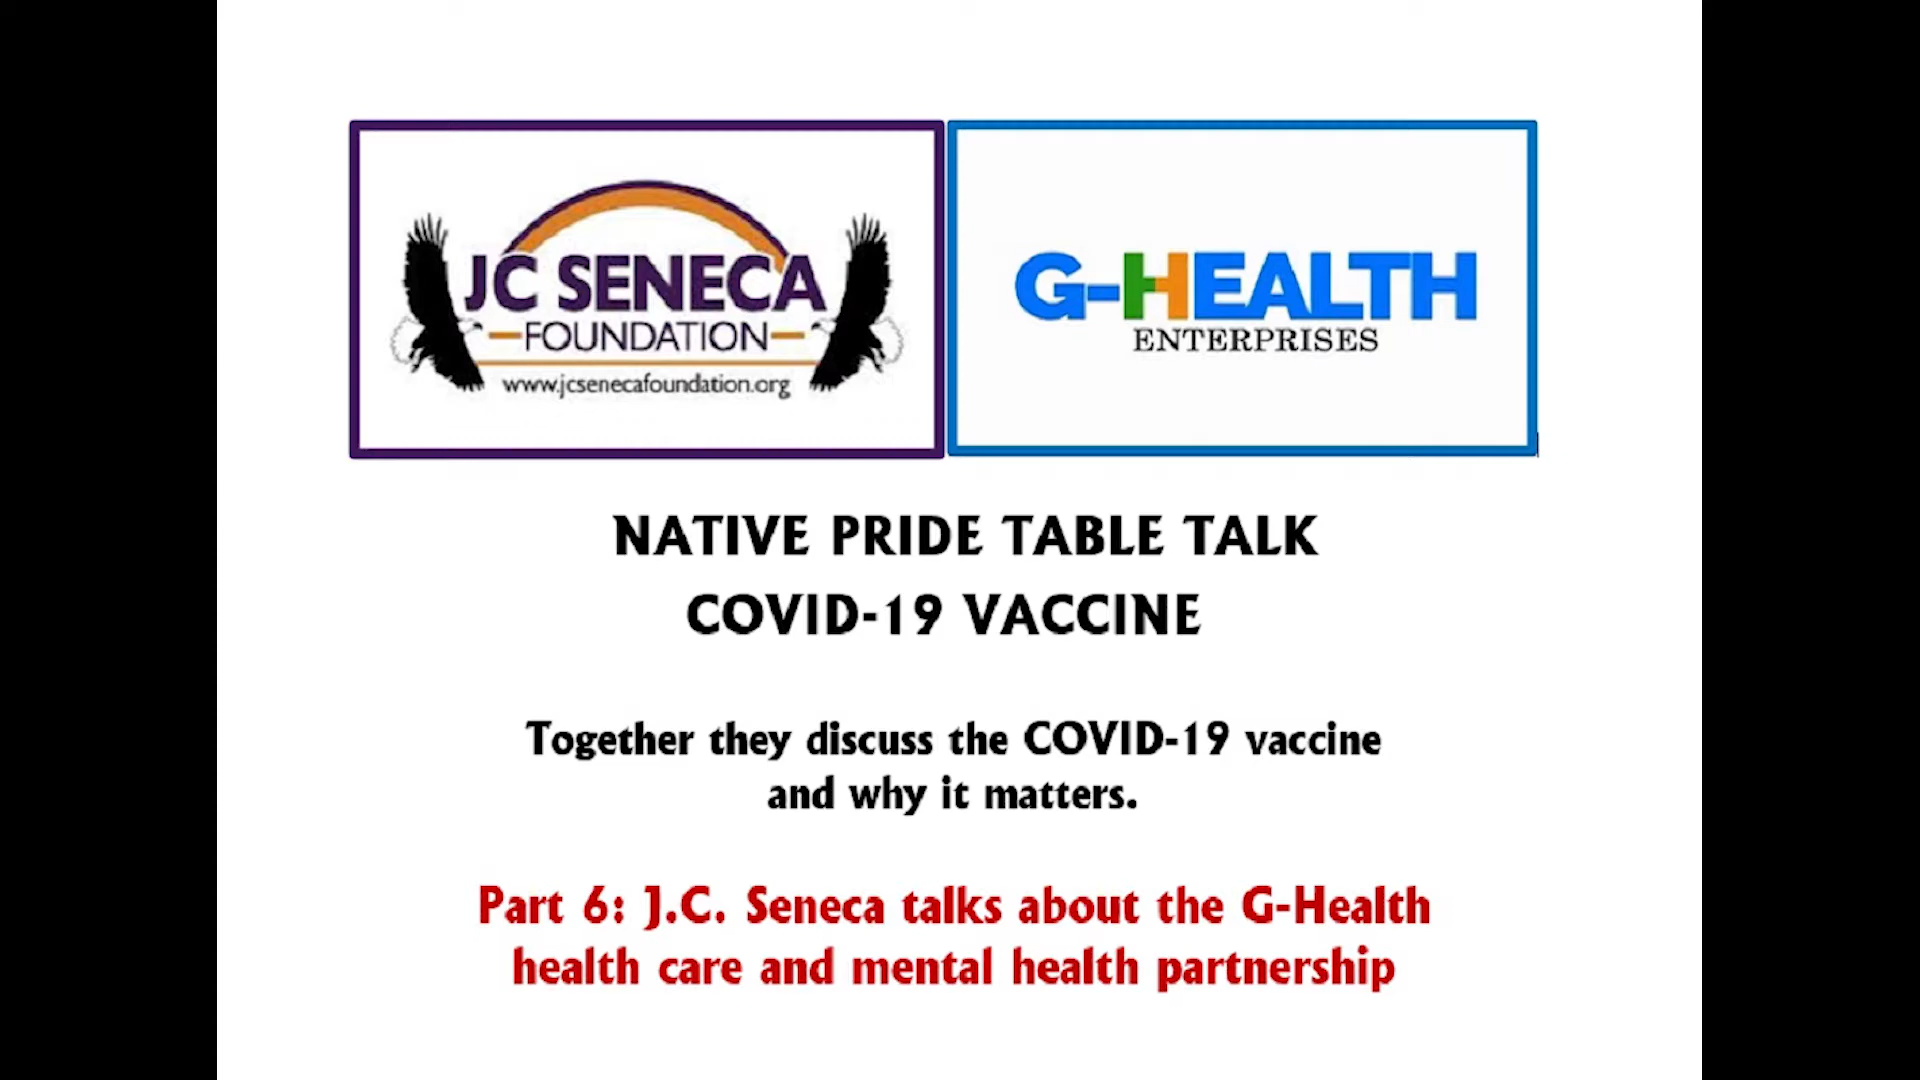 JC SENECA
FOUNDATION
www.jcsenecafoundation.org
G-HEALTH
ENTERPRISES
NATIVE PRIDE TABLE TALK
COVID-19 VACCINE
Together they discuss the COVID-19 vaccine
and why it matters.
Part 6: J.C. Seneca talks about the G-Health
health care and mental health partnership